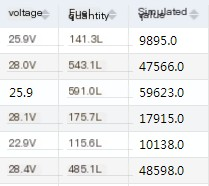 voltage Fuel quantity Simulated value
25.9V 141.3L 9895.0
28.0V 543.1L 47566.0
25.9 591.0L 59623.0
28.1V 175.7L 17915.0
22.9V 115.6L 10138.0
28.4V 485.1L 48598.0